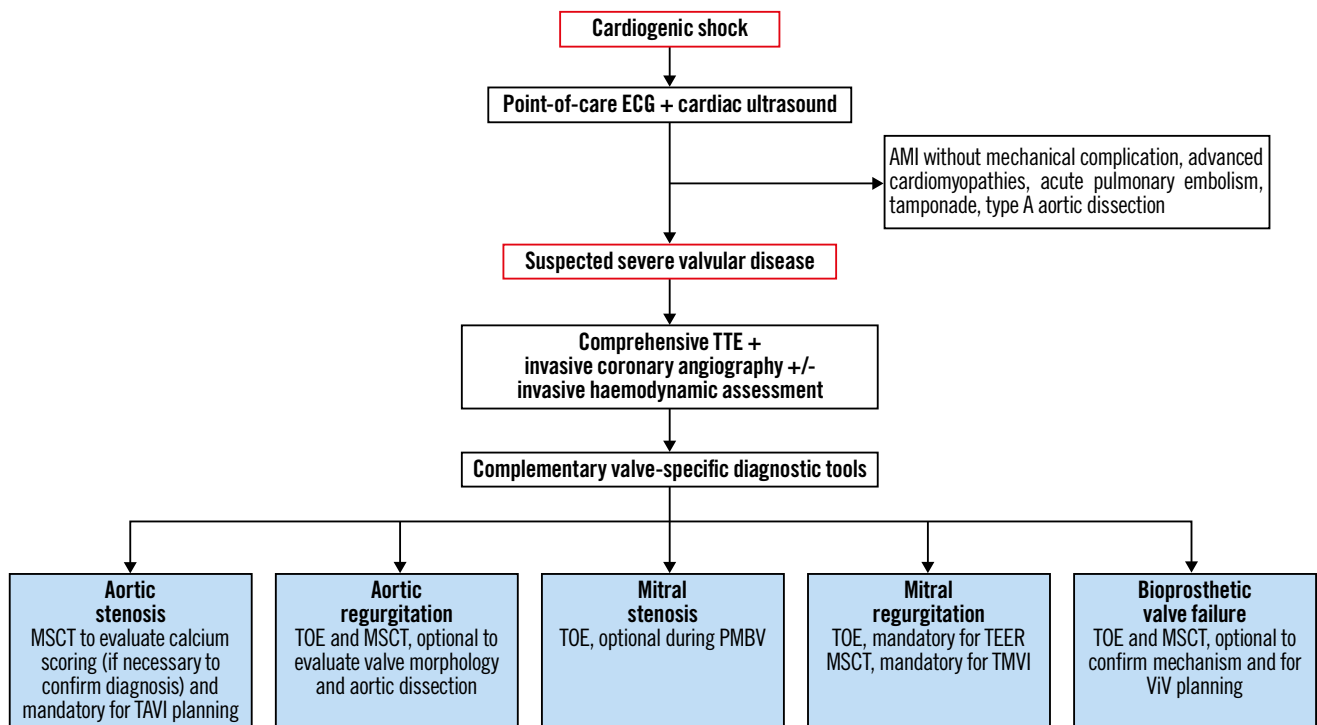 Cardiogenic shock
Point-of-care ECG + cardiac ultrasound
AMI without mechanical complication, advanced
cardiomyopathies, acute pulmonary embolism,
tamponade, type A aortic dissection
Suspected severe valvular disease
Comprehensive TTE +
invasive coronary angiography +/-
invasive haemodynamic assessment
Complementary valve-specific diagnostic tools
Aortic
stenosis
MSCT to evaluate calcium
scoring (if necessary to
confirm diagnosis) and
mandatory for TAVI planning
Aortic
regurgitation
TOE and MSCT, optional to
evaluate valve morphology
and aortic dissection
Mitral
stenosis
TOE, optional during PMBV
Mitral
regurgitation
TOE, mandatory for TEER
MSCT, mandatory for TMVI
Bioprosthetic
valve failure
TOE and MSCT, optional to
confirm mechanism and for
ViV planning